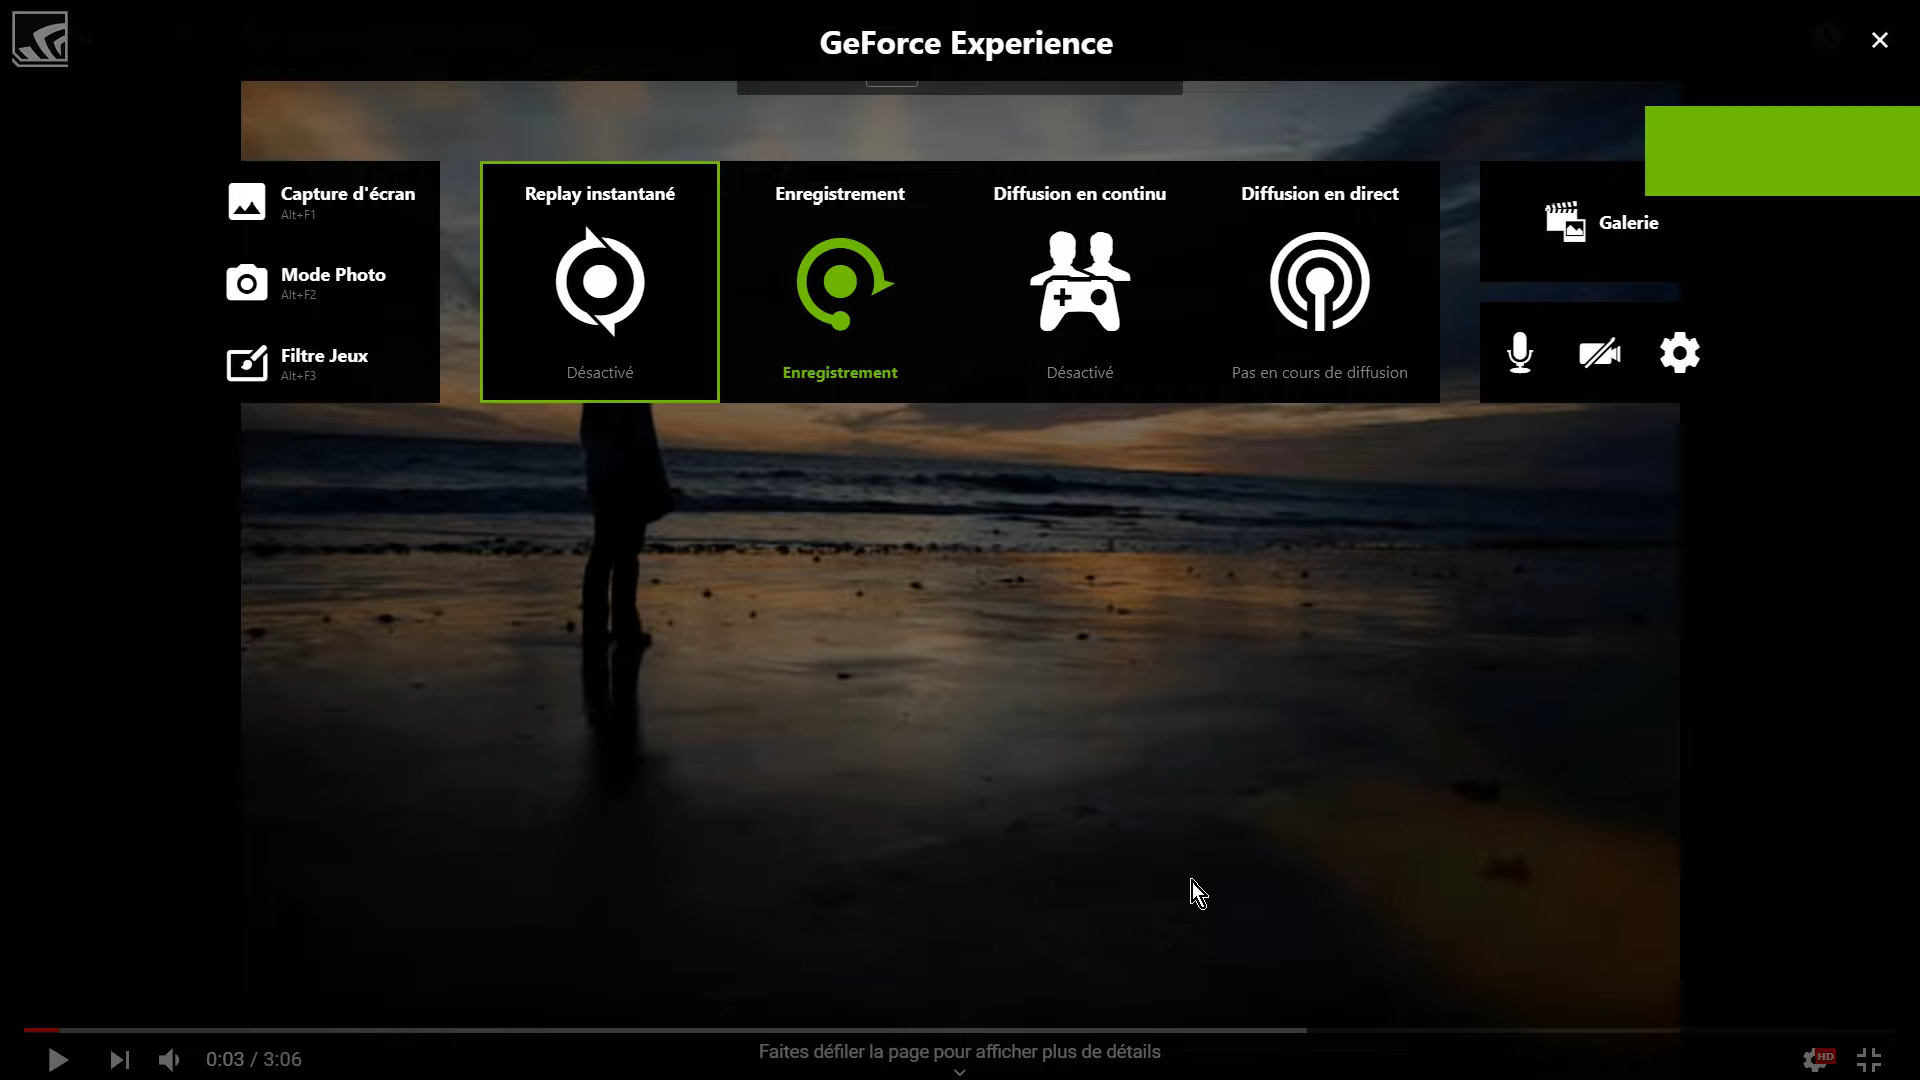 GeForce Experience
Capture d'écran
Alt+F1
Mode Photo
Alt+F2
Filtre Jeux
Alt+F3
Replay instantané
Désactivé
Enregistrement
Enregistrement
Diffusion en continu
Désactivé
Diffusion en direct
Pas en cours de diffusion
Galerie
0:03 / 3:06
Faites défiler la page pour afficher plus de détails
HD